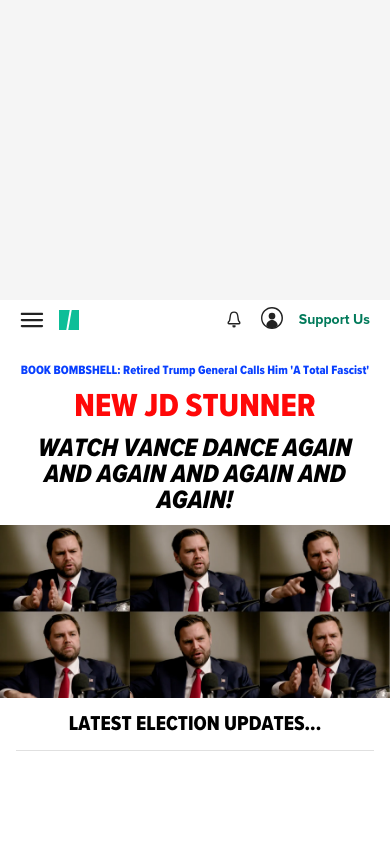 Support Us
BOOK BOMBSHELL: Retired Trump General Calls Him 'A Total Fascist'
NEW JD STUNNER
WATCH VANCE DANCE AGAIN
AND AGAIN AND AGAIN AND
AGAIN!
LATEST ELECTION UPDATES...